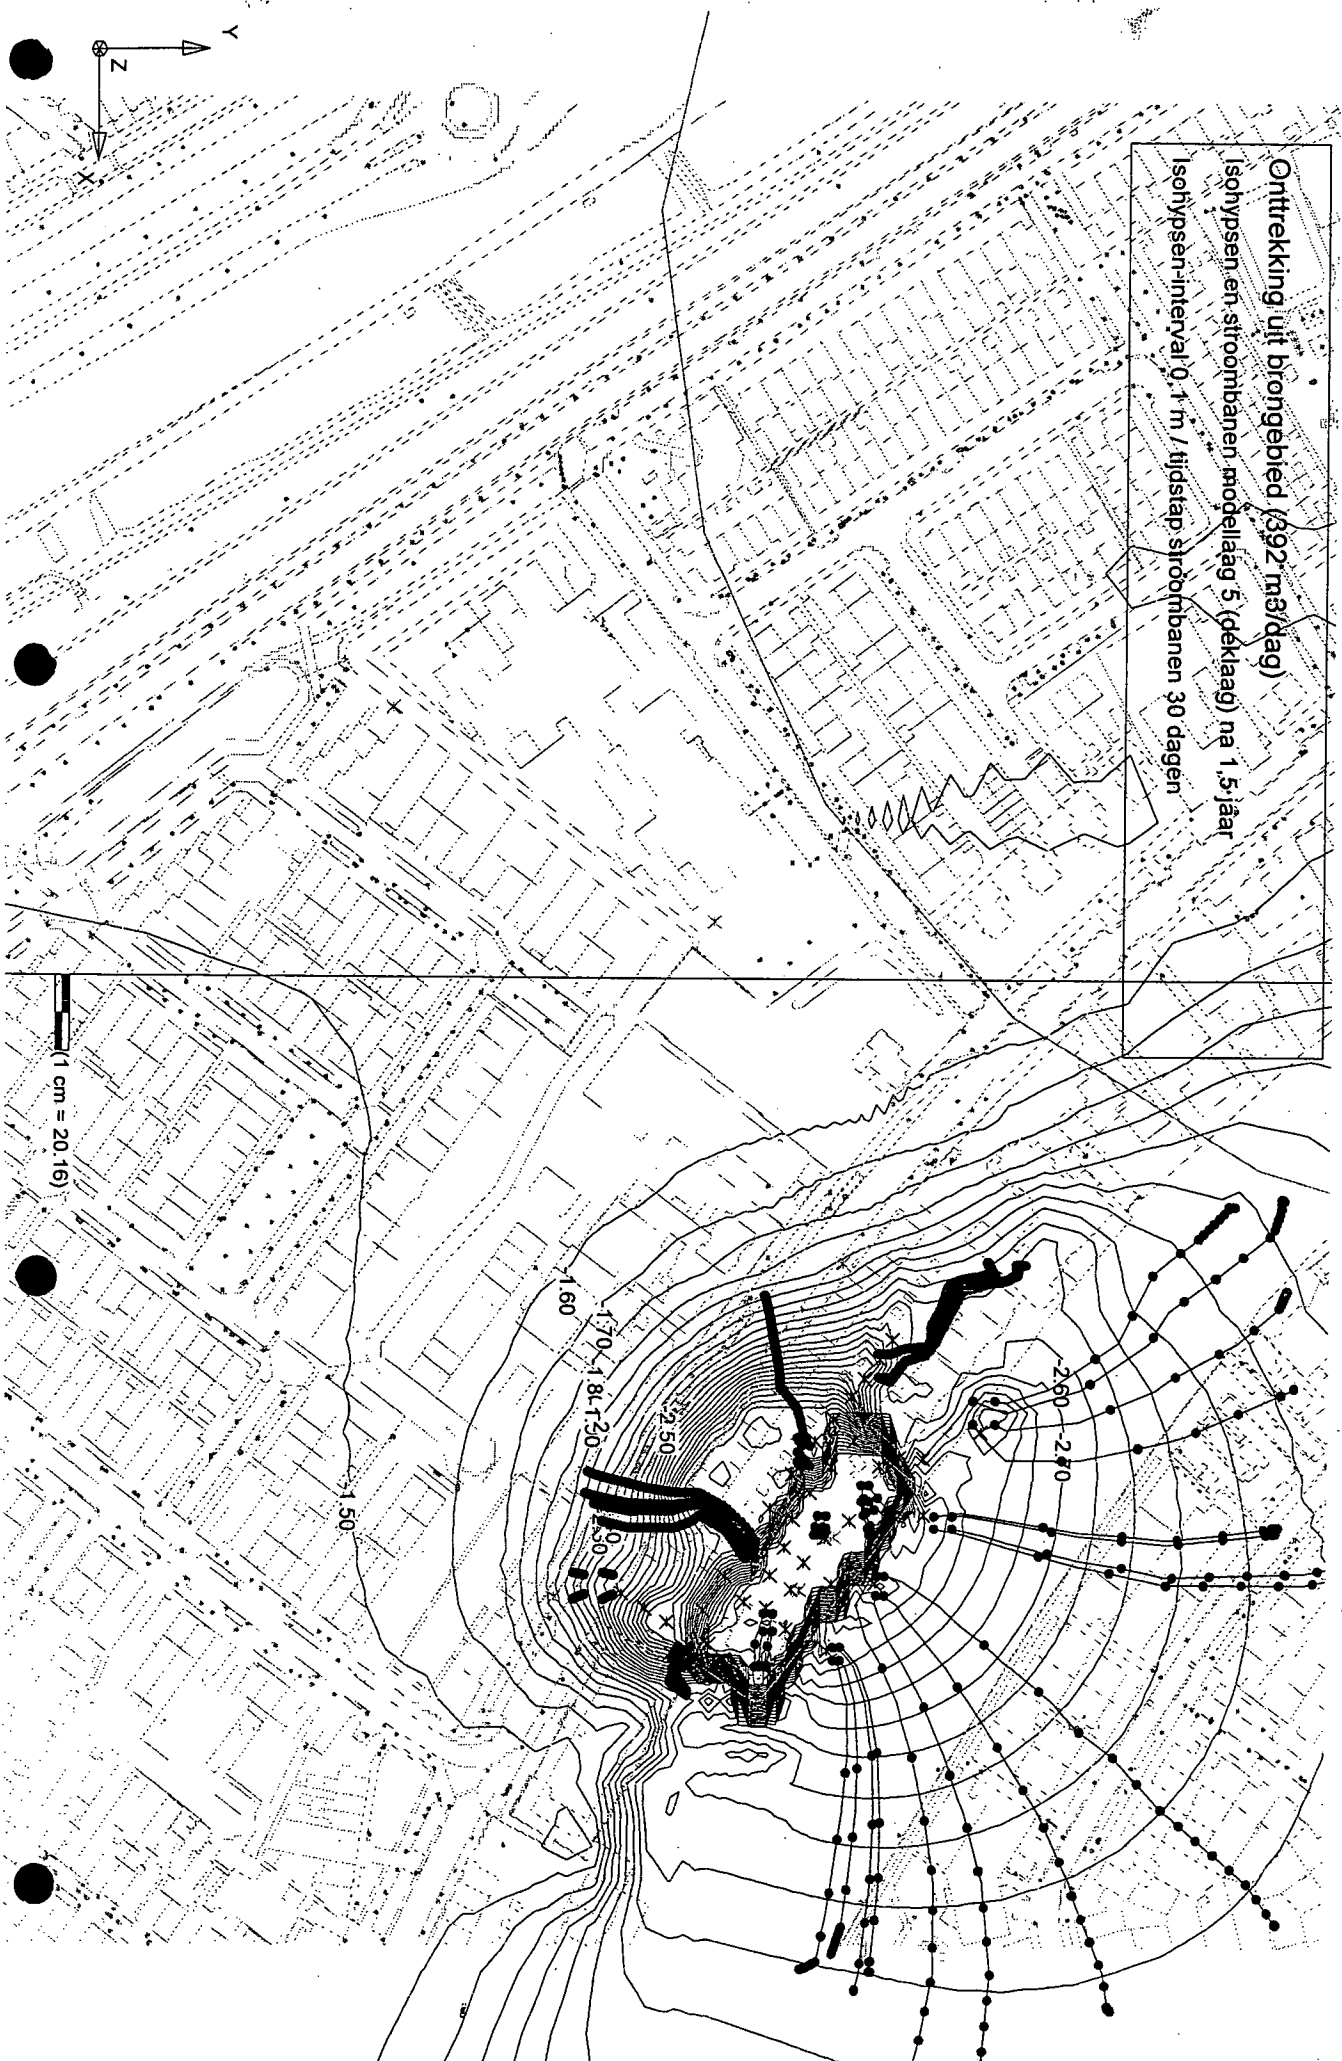 Onttrekking uit brongebied (392 m3/dag)
Isohypsen en stroombanen modellaag 5 (deklaag) na 1,5 jaar
Isohypsen-interval 0.1 m / tijdstap stroombanen 30 dagen
Y
Z
X
(1 cm = 20.16)
-1.60
-1.70
-2.50
-2.60
-2.70
-1.50